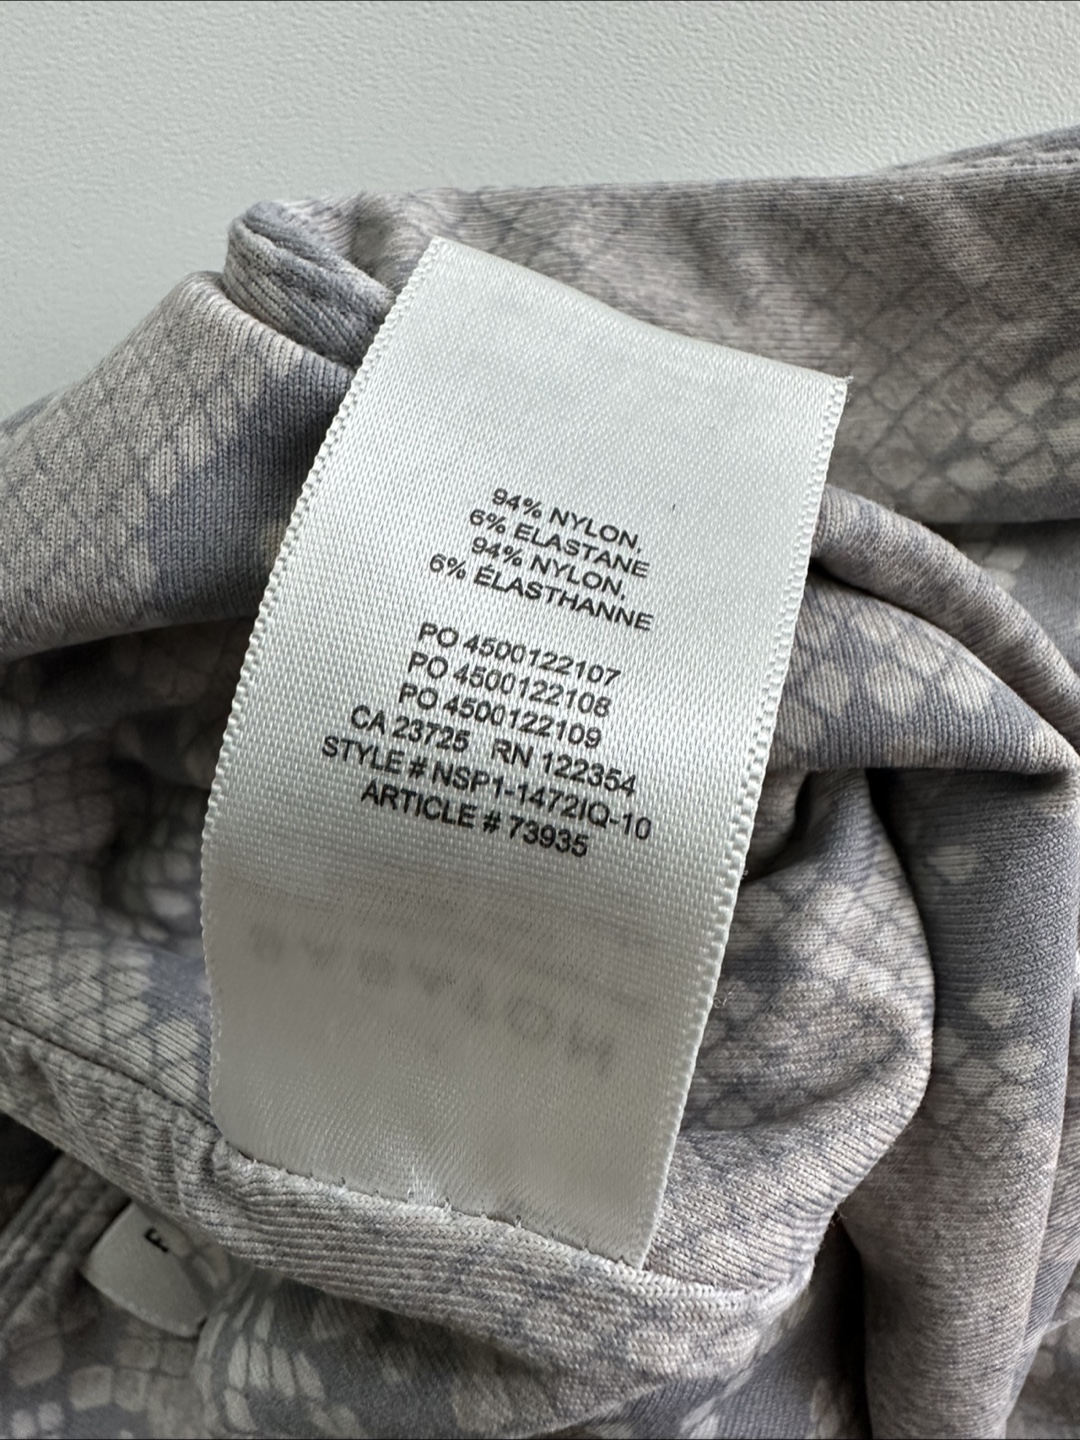 94% NYLON,
6% ELASTANE
94% NYLON,
6% ÉLASTHANNE
PO 4500122107
PO 4500122108
PO 4500122109
CA 23725 RN 122354
STYLE # NSP1-1472IQ-10
ARTICLE # 73935
F